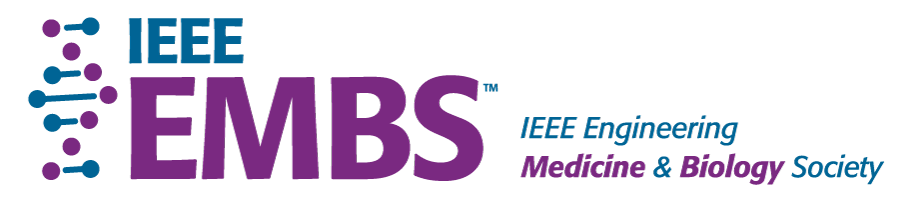 IEEE
EMBS™
IEEE Engineering
Medicine & Biology Society